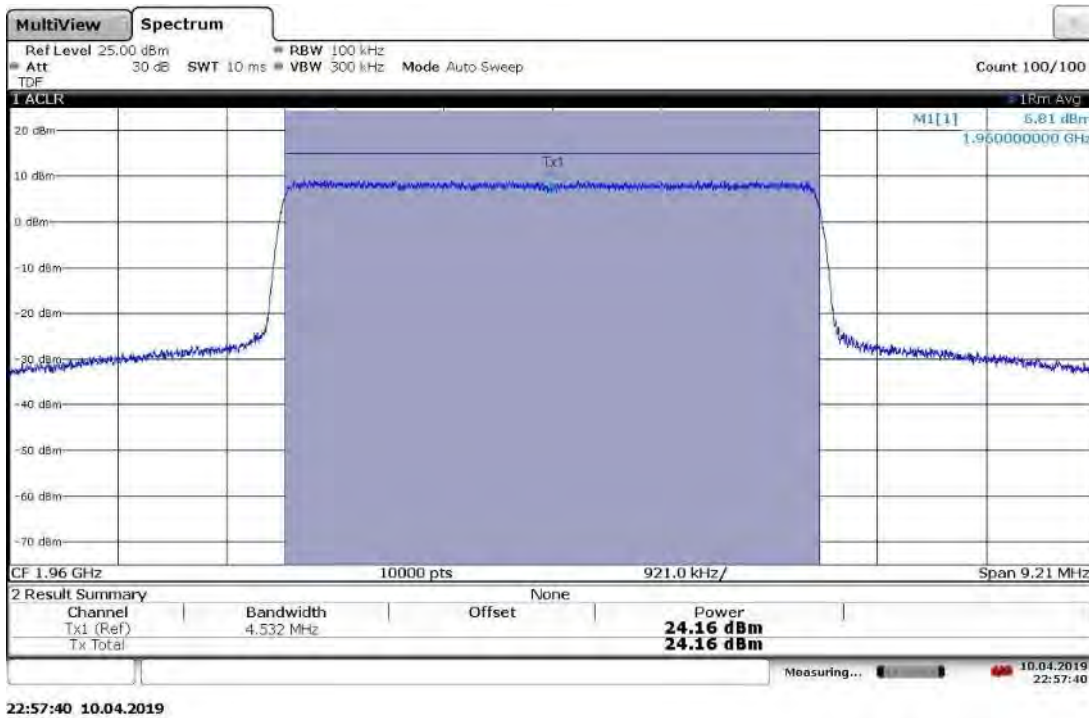 MultiView Spectrum
Ref Level 25.00 dBm RBW 100 kHz
Att 30 dB SWT 10 ms VBW 300 kHz Mode Auto Sweep Count 100/100
TDF
1 ACLR 1Rm Avg
M1[1] 6.81 dBm
1.960000000 GHz
20 dBm
Tx1
10 dBm
0 dBm
-10 dBm
-20 dBm
-30 dBm
-40 dBm
-50 dBm
-60 dBm
-70 dBm
CF 1.96 GHz 10000 pts 921.0 kHz/ Span 9.21 MHz
2 Result Summary None
Channel Bandwidth Offset Power
Tx1 (Ref) 4.532 MHz 24.16 dBm
Tx Total 24.16 dBm
Measuring... 10.04.2019
22:57:40
22:57:40 10.04.2019